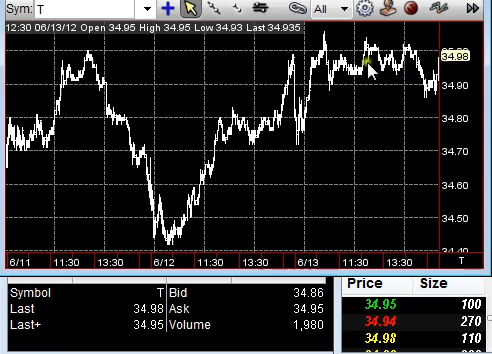 Sym: T All
12:30 06/13/12 Open 34.95 High 34.95 Low 34.93 Last 34.935
34.98
34.90
34.80
34.70
34.60
34.50
34.40
6/11 11:30 13:30 6/12 11:30 13:30 6/13 11:30 13:30 T
Symbol T Bid 34.86
Last 34.98 Ask 34.95
Last+ 34.95 Volume 1,980
Price Size
34.95 100
34.94 270
34.98 110